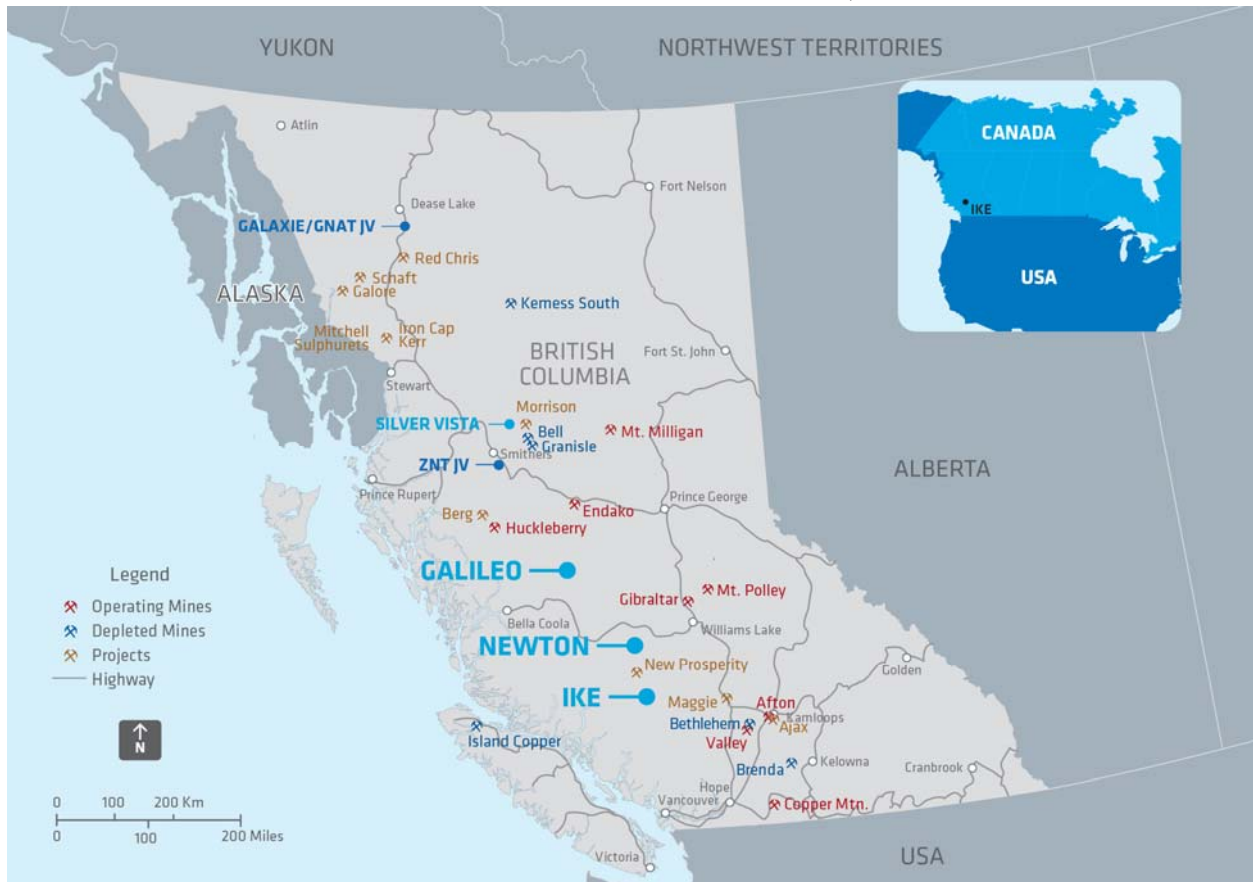 YUKON
NORTHWEST TERRITORIES
Atlin
CANADA
IKE
USA
Fort Nelson
Dease Lake
GALAXIE/GNAT JV
Red Chris
Schaft
Galore
ALASKA
Kemess South
Mitchell
Sulphurets
Iron Cap
Kerr
BRITISH
COLUMBIA
Fort St. John
Stewart
Morrison
SILVER VISTA
Bell
Granisle
Mt. Milligan
Smithers
ZNT JV
ALBERTA
Prince Rupert
Prince George
Endako
Berg
Huckleberry
GALILEO
Legend
Operating Mines
Depleted Mines
Projects
Highway
Mt. Polley
Gibraltar
Bella Coola
Williams Lake
NEWTON
Golden
New Prosperity
IKE
Maggie
Afton
Kamloops
Ajax
Bethlehem
Valley
Island Copper
N
Brenda
Kelowna
Cranbrook
Hope
Vancouver
Copper Mtn.
0 100 200 Km
0 100 200 Miles
Victoria
USA